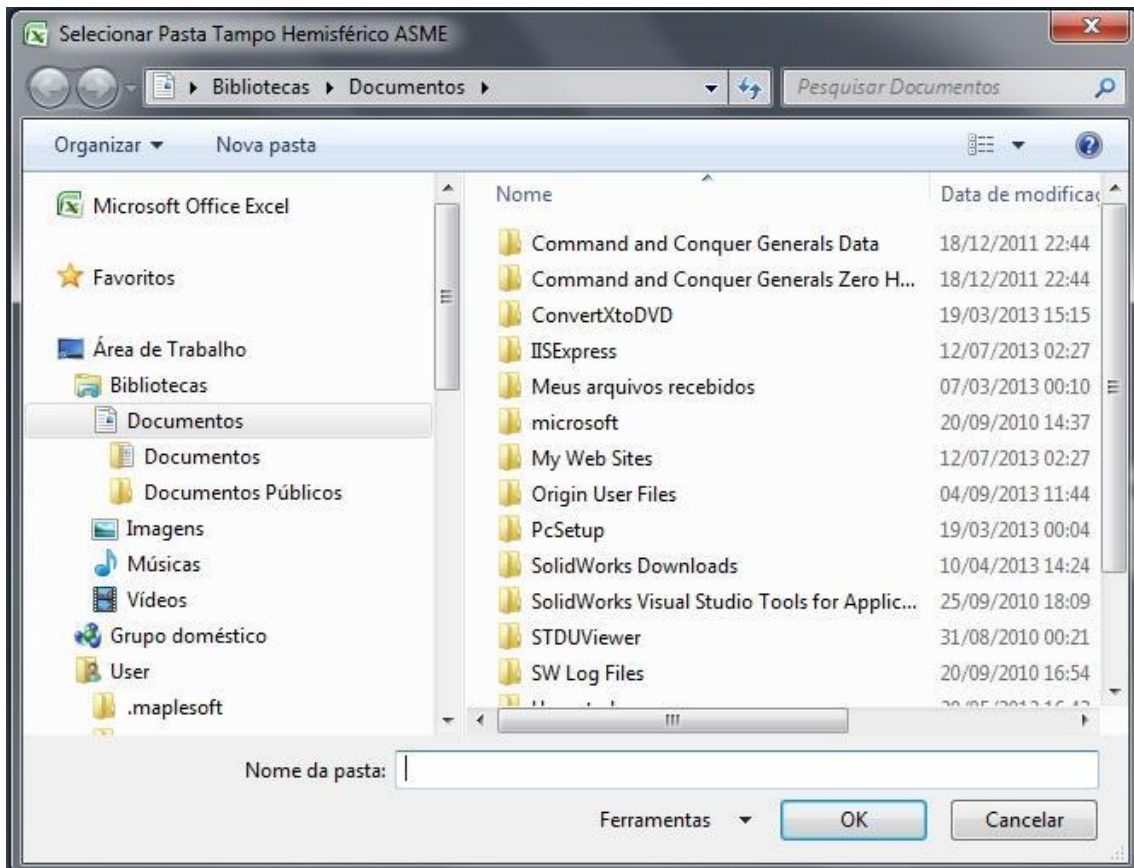 Selecionar Pasta Tampo Hemisférico ASME
Bibliotecas Documentos
Pesquisar Documentos
Organizar Nova pasta
Microsoft Office Excel
Favoritos
Área de Trabalho
Bibliotecas
Documentos
Documentos
Documentos Públicos
Imagens
Músicas
Vídeos
Grupo doméstico
User
.maplesoft
Nome Data de modificaç
Command and Conquer Generals Data 18/12/2011 22:44
Command and Conquer Generals Zero H... 18/12/2011 22:44
ConvertXtoDVD 19/03/2013 15:15
IISExpress 12/07/2013 02:27
Meus arquivos recebidos 07/03/2013 00:10
microsoft 20/09/2010 14:37
My Web Sites 12/07/2013 02:27
Origin User Files 04/09/2013 11:44
PcSetup 19/03/2013 00:04
SolidWorks Downloads 10/04/2013 14:24
SolidWorks Visual Studio Tools for Applic... 25/09/2010 18:09
STDUViewer 31/08/2010 00:21
SW Log Files 20/09/2010 16:54
Nome da pasta:
Ferramentas OK Cancelar